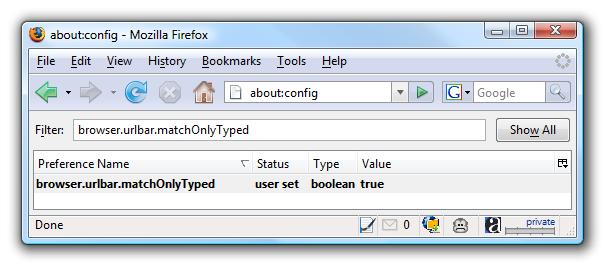 about:config - Mozilla Firefox
File Edit View History Bookmarks Tools Help
about:config G Google
Filter: browser.urlbar.matchOnlyTyped Show All
Preference Name Status Type Value
browser.urlbar.matchOnlyTyped user set boolean true
Done 0 A private